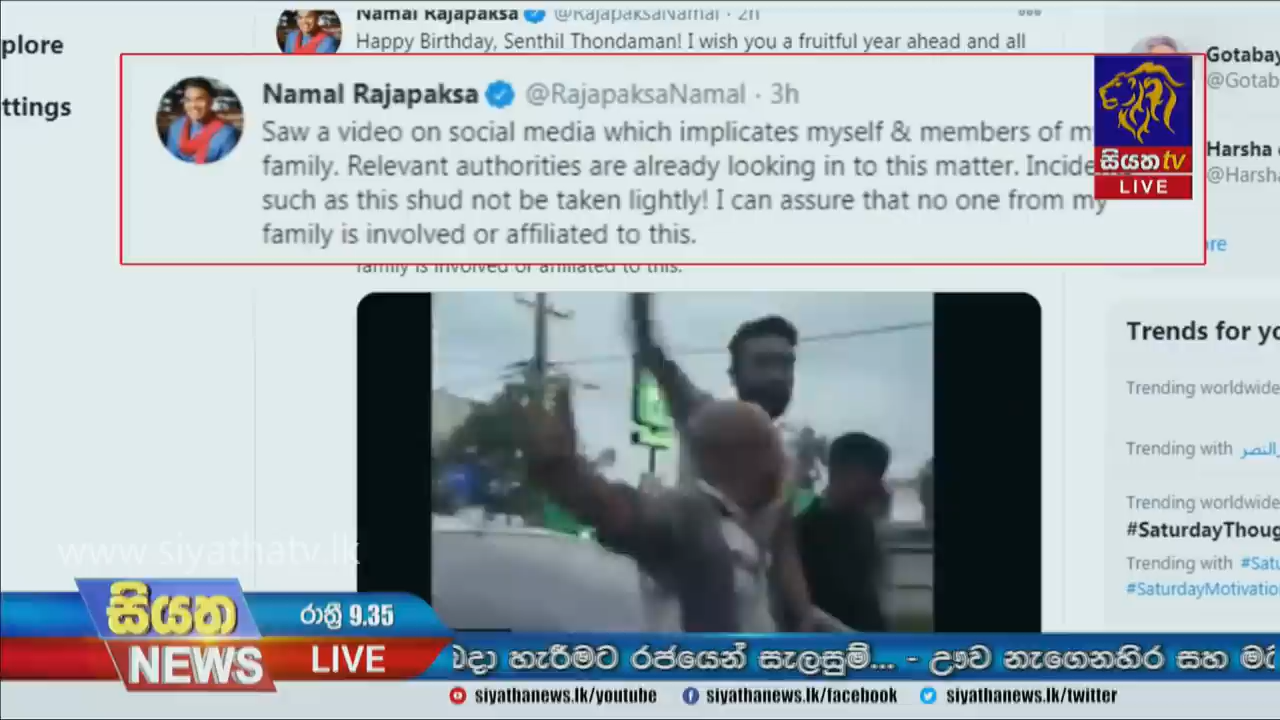 Namal Rajapaksa @RajapaksaNamal · 2h
Happy Birthday, Senthil Thondaman! I wish you a fruitful year ahead and all
plore
ttings
Namal Rajapaksa @RajapaksaNamal · 3h
Saw a video on social media which implicates myself & members of my
family. Relevent authorities are already looking in to this matter. Incidents
such as this shud not be taken lightly! I can assure that no one from my
family is involved or affiliated to this.
family is involved or affiliated to this.
සියත tv
LIVE
Gotabay
@Gotab
Harsha
@Harsha
re
Trends for yo
Trending worldwide
Trending with
Trending worldwide
#SaturdayThoug
Trending with #Satu
#SaturdayMotivatio
www.siyathatv.lk
සියත
NEWS
රාත්‍රී 9.35
LIVE
බදා හැරීමට රජයෙන් සැලසුම්... - ඌව නැගෙනහිර සහ
siyathanews.lk/youtube siyathanews.lk/facebook siyathanews.lk/twitter